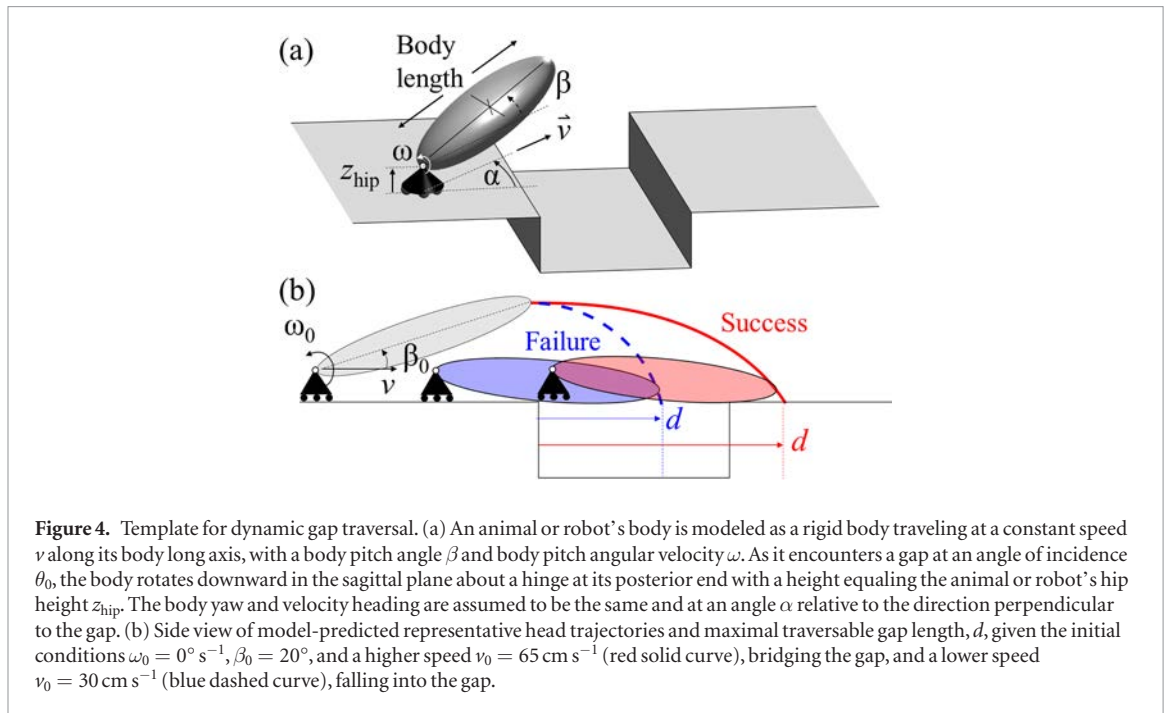 (a)
Body
length
β
v⃗
ω
z_hip
α
(b)
ω₀
β₀
v
Failure
Success
d
d
Figure 4. Template for dynamic gap traversal. (a) An animal or robot's body is modeled as a rigid body traveling at a constant speed
v along its body long axis, with a body pitch angle β and body pitch angular velocity ω. As it encounters a gap at an angle of incidence
θ₀, the body rotates downward in the sagittal plane about a hinge at its posterior end with a height equaling the animal or robot's hip
height z_hip. The body yaw and velocity heading are assumed to be the same and at an angle α relative to the direction perpendicular
to the gap. (b) Side view of model-predicted representative head trajectories and maximal traversable gap length, d, given the initial
conditions ω₀ = 0° s⁻¹, β₀ = 20°, and a higher speed v₀ = 65 cm s⁻¹ (red solid curve), bridging the gap, and a lower speed
v₀ = 30 cm s⁻¹ (blue dashed curve), falling into the gap.